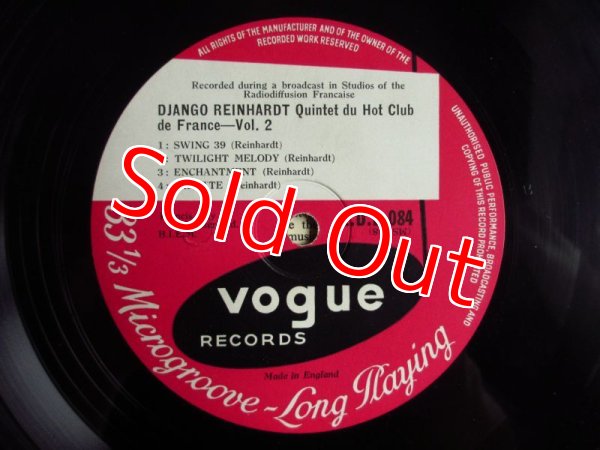 ALL RIGHTS OF THE MANUFACTURER AND OF THE OWNER OF THE
RECORDED WORK RESERVED
Recorded during a broadcast in Studios of the
Radiodiffusion Francaise
DJANGO REINHARDT Quintet du Hot Club
de France—Vol. 2
1 : SWING 39 (Reinhardt)
2 : TWILIGHT MELODY (Reinhardt)
3 : ENCHANTMENT (Reinhardt)
4 (Reinhardt)
084
Sold Out
vogue
RECORDS
Made in England
UNAUTHORISED PUBLIC PERFORMANCE, BROADCASTING AND
COPYING OF THIS RECORD PROHIBITED
33 1/3 Microgroove - Long Playing